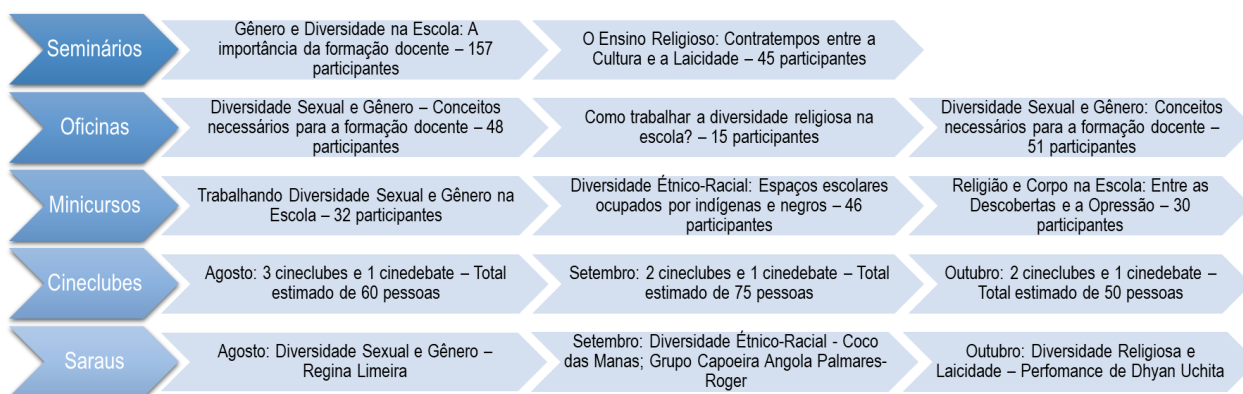 Seminários
Gênero e Diversidade na Escola: A
importância da formação docente – 157
participantes
O Ensino Religioso: Contratempos entre a
Cultura e a Laicidade – 45 participantes
Oficinas
Diversidade Sexual e Gênero – Conceitos
necessários para a formação docente – 48
participantes
Como trabalhar a diversidade religiosa na
escola? – 15 participantes
Diversidade Sexual e Gênero: Conceitos
necessários para a formação docente –
51 participantes
Minicursos
Trabalhando Diversidade Sexual e Gênero na
Escola – 32 participantes
Diversidade Étnico-Racial: Espaços escolares
ocupados por indígenas e negros – 46
participantes
Religião e Corpo na Escola: Entre as
Descobertas e a Opressão – 30
participantes
Cineclubes
Agosto: 3 cineclubes e 1 cinedebate – Total
estimado de 60 pessoas
Setembro: 2 cineclubes e 1 cinedebate – Total
estimado de 75 pessoas
Outubro: 2 cineclubes e 1 cinedebate –
Total estimado de 50 pessoas
Saraus
Agosto: Diversidade Sexual e Gênero –
Regina Limeira
Setembro: Diversidade Étnico-Racial - Coco
das Manas; Grupo Capoeira Angola Palmares-
Roger
Outubro: Diversidade Religiosa e
Laicidade – Perfomance de Dhyan Uchita